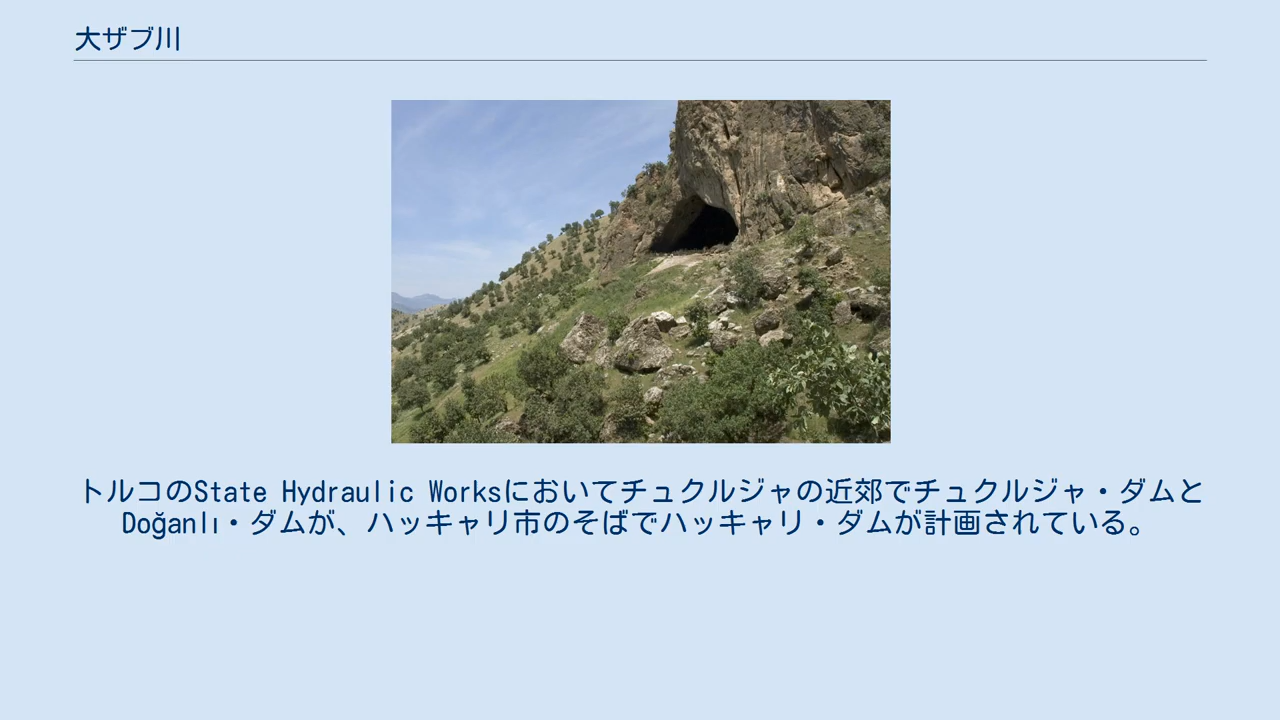 大ザブ川
トルコのState Hydraulic Worksにおいてチュクルジャの近郊でチュクルジャ・ダムと
Doğanlı・ダムが、ハッキャリ市のそばでハッキャリ・ダムが計画されている。